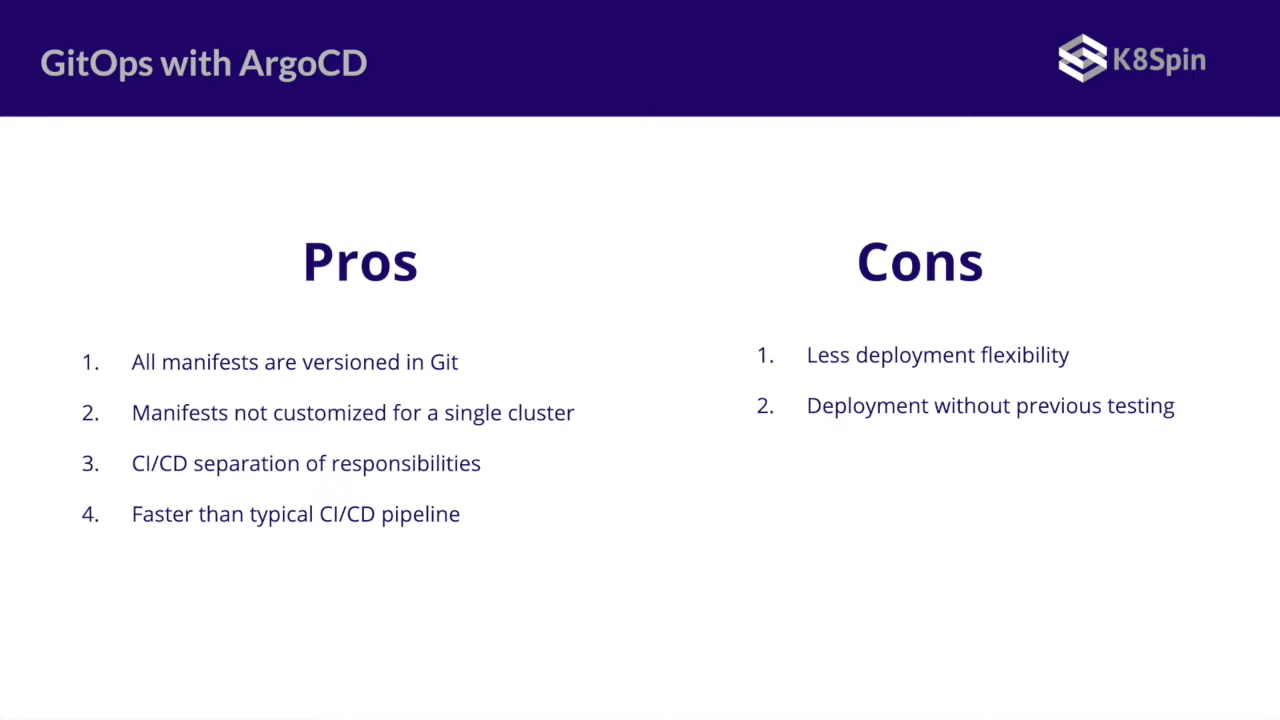 GitOps with ArgoCD
K8Spin
Pros
1. All manifests are versioned in Git
2. Manifests not customized for a single cluster
3. CI/CD separation of responsibilities
4. Faster than typical CI/CD pipeline
Cons
1. Less deployment flexibility
2. Deployment without previous testing